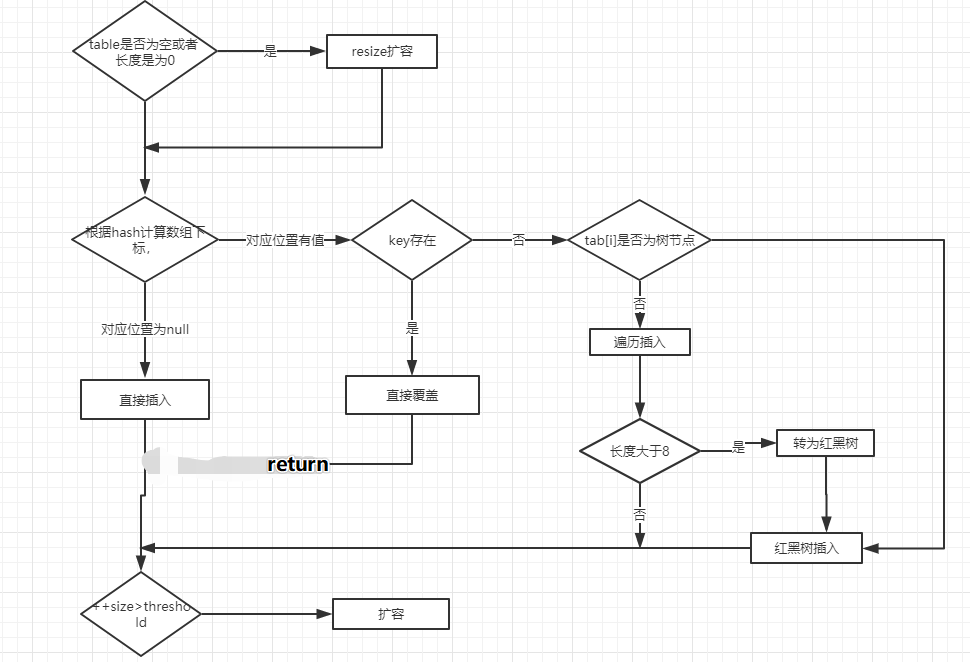 table是否为空或者
长度是为0
是
resize扩容
根据hash计算数组下
标，
对应位置有值
key存在
否
tab[i]是否为树节点
对应位置为null
是
否
遍历插入
直接插入
直接覆盖
return
长度大于8
是
转为红黑树
否
红黑树插入
++size>thresho
ld
扩容